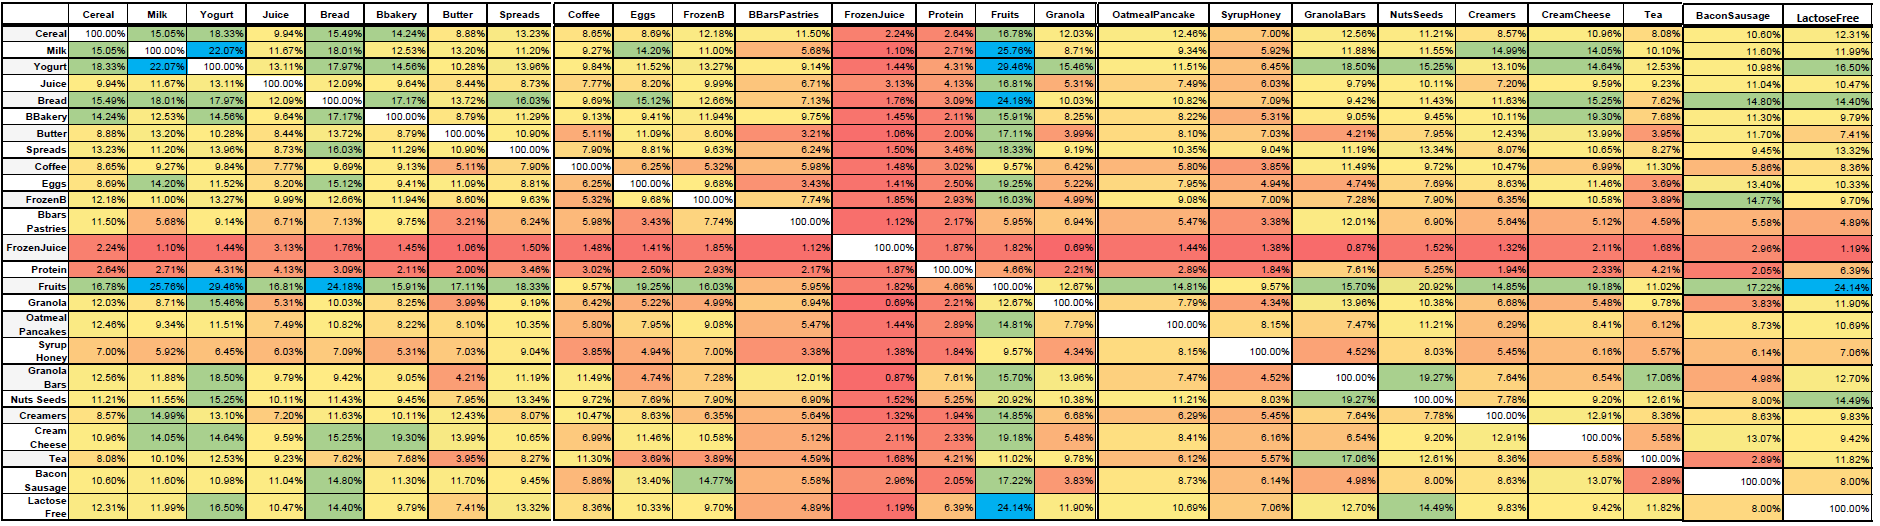 Cereal Milk Yogurt Juice Bread Bbakery Butter Spreads Coffee Eggs FrozenB BBarsPastries FrozenJuice Protein Fruits Granola OatmealPancake SyrupHoney GranolaBars NutsSeeds Creamers CreamCheese Tea BaconSausage LactoseFree
Cereal 100.00% 15.05% 18.33% 9.94% 15.49% 14.24% 8.88% 13.23% 8.65% 8.69% 12.18% 11.50% 2.24% 2.64% 16.78% 12.03% 12.46% 7.00% 12.56% 11.21% 8.57% 10.96% 8.08% 10.60% 12.31%
Milk 15.05% 100.00% 22.07% 11.67% 18.01% 12.53% 13.20% 11.20% 9.27% 14.20% 11.00% 5.68% 1.10% 2.71% 25.76% 8.71% 9.34% 5.92% 11.88% 11.55% 14.99% 14.05% 10.10% 11.60% 11.99%
Yogurt 18.33% 22.07% 100.00% 13.11% 17.97% 14.56% 10.28% 13.96% 9.84% 11.52% 13.27% 9.14% 1.44% 4.31% 29.46% 15.46% 11.51% 6.45% 18.50% 15.25% 13.10% 14.64% 12.53% 10.98% 16.50%
Juice 9.94% 11.67% 13.11% 100.00% 12.09% 9.64% 8.44% 8.73% 7.77% 8.20% 9.99% 6.71% 3.13% 4.13% 16.81% 5.31% 7.49% 6.03% 9.79% 10.11% 7.20% 9.59% 9.23% 11.04% 10.47%
Bread 15.49% 18.01% 17.97% 12.09% 100.00% 17.17% 13.72% 16.03% 9.69% 15.12% 12.66% 7.13% 1.76% 3.09% 24.18% 10.03% 10.82% 7.09% 9.42% 11.43% 11.63% 15.25% 7.62% 14.80% 14.40%
BBakery 14.24% 12.53% 14.56% 9.64% 17.17% 100.00% 8.79% 11.29% 9.13% 9.41% 11.94% 9.75% 1.45% 2.11% 15.91% 8.25% 8.22% 5.31% 9.05% 9.45% 10.11% 19.30% 7.68% 11.30% 9.79%
Butter 8.88% 13.20% 10.28% 8.44% 13.72% 8.79% 100.00% 10.90% 5.11% 11.09% 8.60% 3.21% 1.06% 2.00% 17.11% 3.99% 8.10% 7.03% 4.21% 7.95% 12.43% 13.99% 3.95% 11.70% 7.41%
Spreads 13.23% 11.20% 13.96% 8.73% 16.03% 11.29% 10.90% 100.00% 7.90% 8.81% 9.63% 6.24% 1.50% 3.46% 18.33% 9.19% 10.35% 9.04% 11.19% 13.34% 8.07% 10.65% 8.27% 9.45% 13.32%
Coffee 8.65% 9.27% 9.84% 7.77% 9.69% 9.13% 5.11% 7.90% 100.00% 6.25% 5.32% 5.98% 1.48% 3.02% 9.57% 6.42% 5.80% 3.85% 11.49% 9.72% 10.47% 6.99% 11.30% 5.86% 8.36%
Eggs 8.69% 14.20% 11.52% 8.20% 15.12% 9.41% 11.09% 8.81% 6.25% 100.00% 9.68% 3.43% 1.41% 2.50% 19.25% 5.22% 7.95% 4.94% 4.74% 7.69% 8.63% 11.46% 3.69% 13.40% 10.33%
FrozenB 12.18% 11.00% 13.27% 9.99% 12.66% 11.94% 8.60% 9.63% 5.32% 9.68% 100.00% 7.74% 1.85% 2.93% 16.03% 4.99% 9.08% 7.00% 7.28% 7.90% 6.35% 10.58% 3.89% 14.77% 9.70%
Bbars
Pastries 11.50% 5.68% 9.14% 6.71% 7.13% 9.75% 3.21% 6.24% 5.98% 3.43% 7.74% 100.00% 1.12% 2.17% 5.95% 6.94% 5.47% 3.38% 12.01% 6.90% 5.64% 5.12% 4.59% 5.58% 4.89%
FrozenJuice 2.24% 1.10% 1.44% 3.13% 1.76% 1.45% 1.06% 1.50% 1.48% 1.41% 1.85% 1.12% 100.00% 1.87% 1.82% 0.69% 1.44% 1.38% 0.87% 1.52% 1.32% 2.11% 1.68% 2.96% 1.19%
Protein 2.64% 2.71% 4.31% 4.13% 3.09% 2.11% 2.00% 3.46% 3.02% 2.50% 2.93% 2.17% 1.87% 100.00% 4.66% 2.21% 2.89% 1.84% 7.61% 5.25% 1.94% 2.33% 4.21% 2.05% 6.39%
Fruits 16.78% 25.76% 29.46% 16.81% 24.18% 15.91% 17.11% 18.33% 9.57% 19.25% 16.03% 5.95% 1.82% 4.66% 100.00% 12.67% 14.81% 9.57% 15.70% 20.92% 14.85% 19.18% 11.02% 17.22% 24.14%
Granola 12.03% 8.71% 15.46% 5.31% 10.03% 8.25% 3.99% 9.19% 6.42% 5.22% 4.99% 6.94% 0.69% 2.21% 12.67% 100.00% 7.79% 4.34% 13.96% 10.38% 6.68% 5.48% 9.78% 3.83% 11.90%
Oatmeal
Pancakes 12.46% 9.34% 11.51% 7.49% 10.82% 8.22% 8.10% 10.35% 5.80% 7.95% 9.08% 5.47% 1.44% 2.89% 14.81% 7.79% 100.00% 8.15% 7.47% 11.21% 6.29% 8.41% 6.12% 8.73% 10.69%
Syrup
Honey 7.00% 5.92% 6.45% 6.03% 7.09% 5.31% 7.03% 9.04% 3.85% 4.94% 7.00% 3.38% 1.38% 1.84% 9.57% 4.34% 8.15% 100.00% 4.52% 8.03% 5.45% 6.16% 5.57% 6.14% 7.06%
Granola
Bars 12.56% 11.88% 18.50% 9.79% 9.42% 9.05% 4.21% 11.19% 11.49% 4.74% 7.28% 12.01% 0.87% 7.61% 15.70% 13.96% 7.47% 4.52% 100.00% 19.27% 7.64% 6.54% 17.06% 4.98% 12.70%
Nuts Seeds 11.21% 11.55% 15.25% 10.11% 11.43% 9.45% 7.95% 13.34% 9.72% 7.69% 7.90% 6.90% 1.52% 5.25% 20.92% 10.38% 11.21% 8.03% 19.27% 100.00% 7.78% 9.20% 12.61% 8.00% 14.49%
Creamers 8.57% 14.99% 13.10% 7.20% 11.63% 10.11% 12.43% 8.07% 10.47% 8.63% 6.35% 5.64% 1.32% 1.94% 14.85% 6.68% 6.29% 5.45% 7.64% 7.78% 100.00% 12.91% 8.36% 8.63% 9.83%
Cream
Cheese 10.96% 14.05% 14.64% 9.59% 15.25% 19.30% 13.99% 10.65% 6.99% 11.46% 10.58% 5.12% 2.11% 2.33% 19.18% 5.48% 8.41% 6.16% 6.54% 9.20% 12.91% 100.00% 5.58% 13.07% 9.42%
Tea 8.08% 10.10% 12.53% 9.23% 7.62% 7.68% 3.95% 8.27% 11.30% 3.69% 3.89% 4.59% 1.68% 4.21% 11.02% 9.78% 6.12% 5.57% 17.06% 12.61% 8.36% 5.58% 100.00% 2.89% 11.82%
Bacon
Sausage 10.60% 11.60% 10.98% 11.04% 14.80% 11.30% 11.70% 9.45% 5.86% 13.40% 14.77% 5.58% 2.96% 2.05% 17.22% 3.83% 8.73% 6.14% 4.98% 8.00% 8.63% 13.07% 2.89% 100.00% 8.00%
Lactose
Free 12.31% 11.99% 16.50% 10.47% 14.40% 9.79% 7.41% 13.32% 8.36% 10.33% 9.70% 4.89% 1.19% 6.39% 24.14% 11.90% 10.69% 7.06% 12.70% 14.49% 9.83% 9.42% 11.82% 8.00% 100.00%